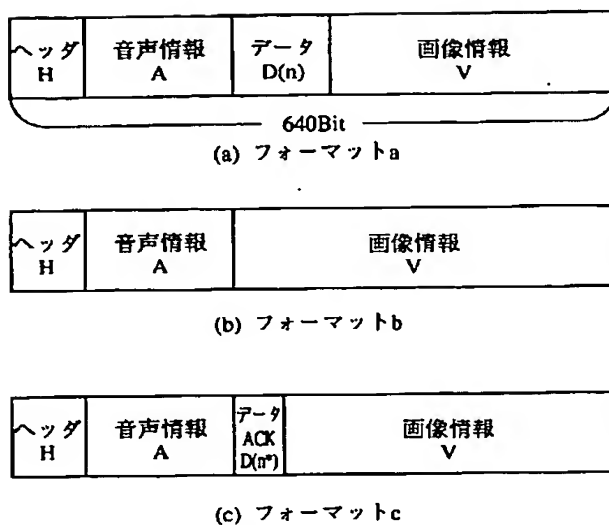 ヘッダ 音声情報 データ 画像情報
H A D(n) V
640Bit
(a) フォーマットa
ヘッダ 音声情報 画像情報
H A V
(b) フォーマットb
ヘッダ 音声情報 データ 画像情報
H A ACK V
D(n*)
(c) フォーマットc